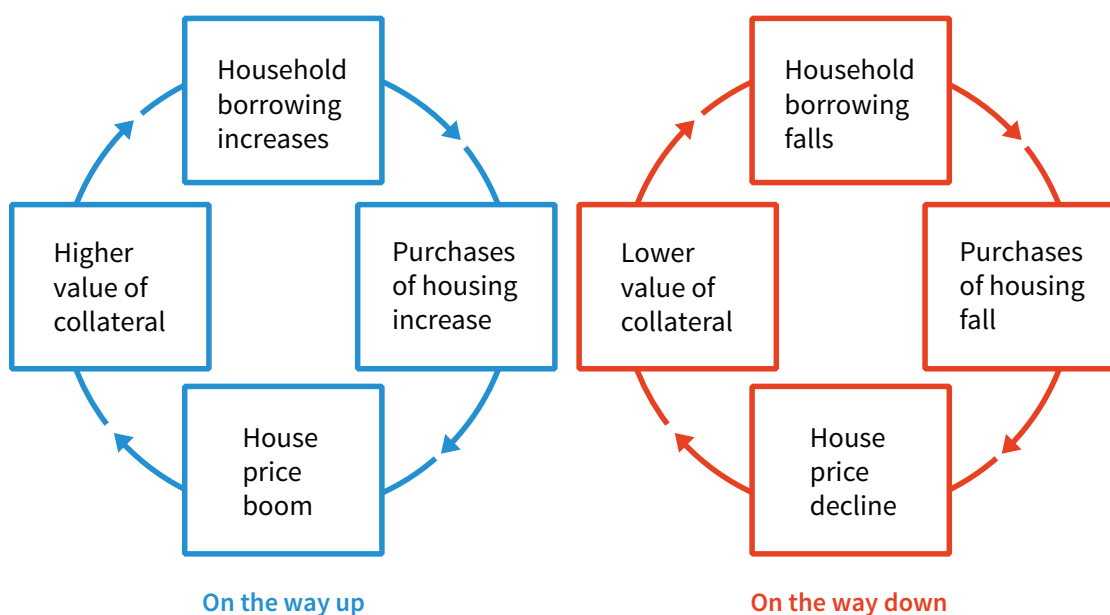 Household
borrowing
increases
Purchases
of housing
increase
House
price
boom
Higher
value of
collateral
On the way up
Household
borrowing
falls
Purchases
of housing
fall
House
price
decline
Lower
value of
collateral
On the way down